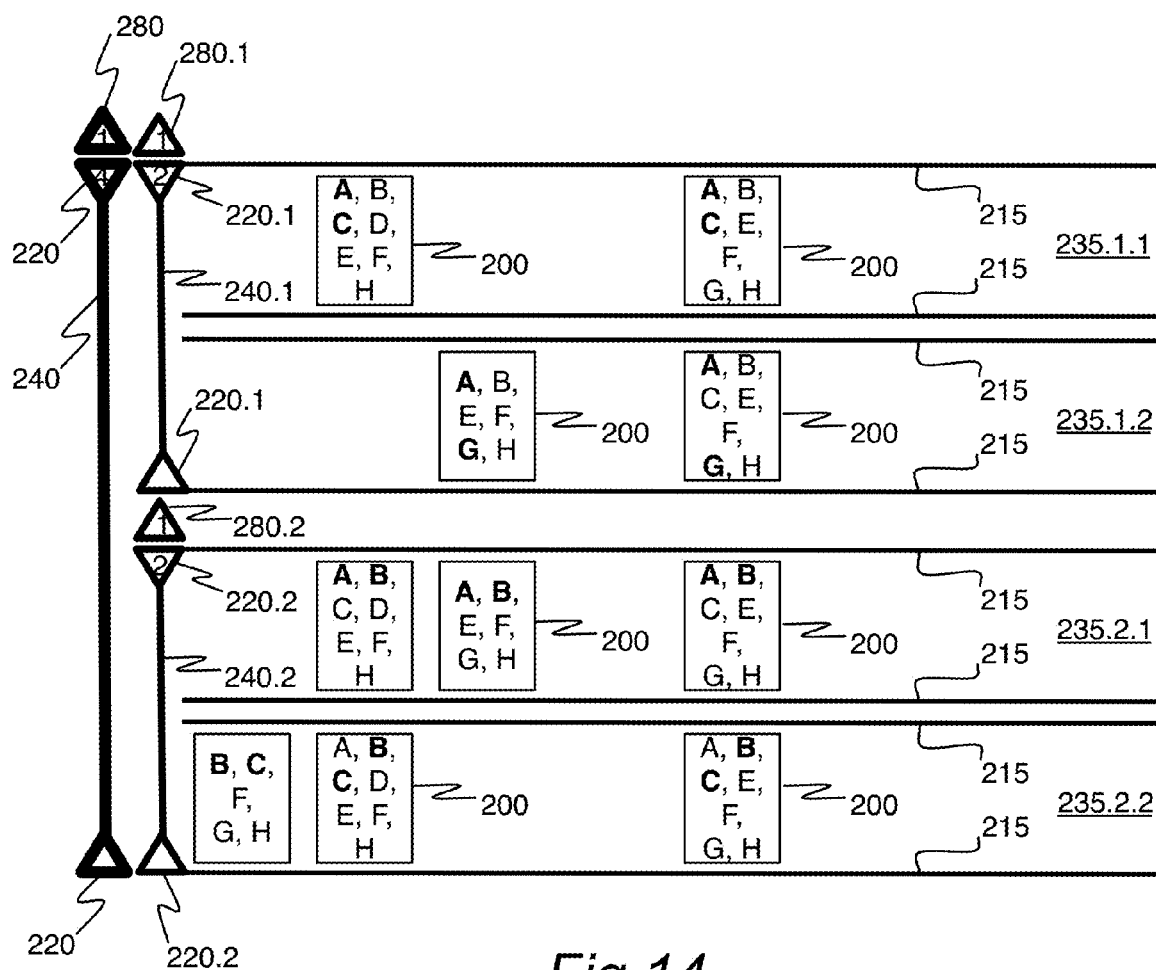 280
280.1
1 1
4 2
220
220.1
240.1
240
A, B,
C, D,
E, F,
H
200
A, B,
C, E,
F,
G, H
200
215
215
235.1.1
220.1
A, B,
E, F,
G, H
200
A, B,
C, E,
F,
G, H
200
215
215
235.1.2
1
280.2
2
220.2
240.2
A, B,
C, D,
E, F,
H
A, B,
E, F,
G, H
200
A, B,
C, E,
F,
G, H
200
215
215
235.2.1
B, C,
F,
G, H
A, B,
C, D,
E, F,
H
200
A, B,
C, E,
F,
G, H
200
215
215
235.2.2
220
220.2
Fig 14